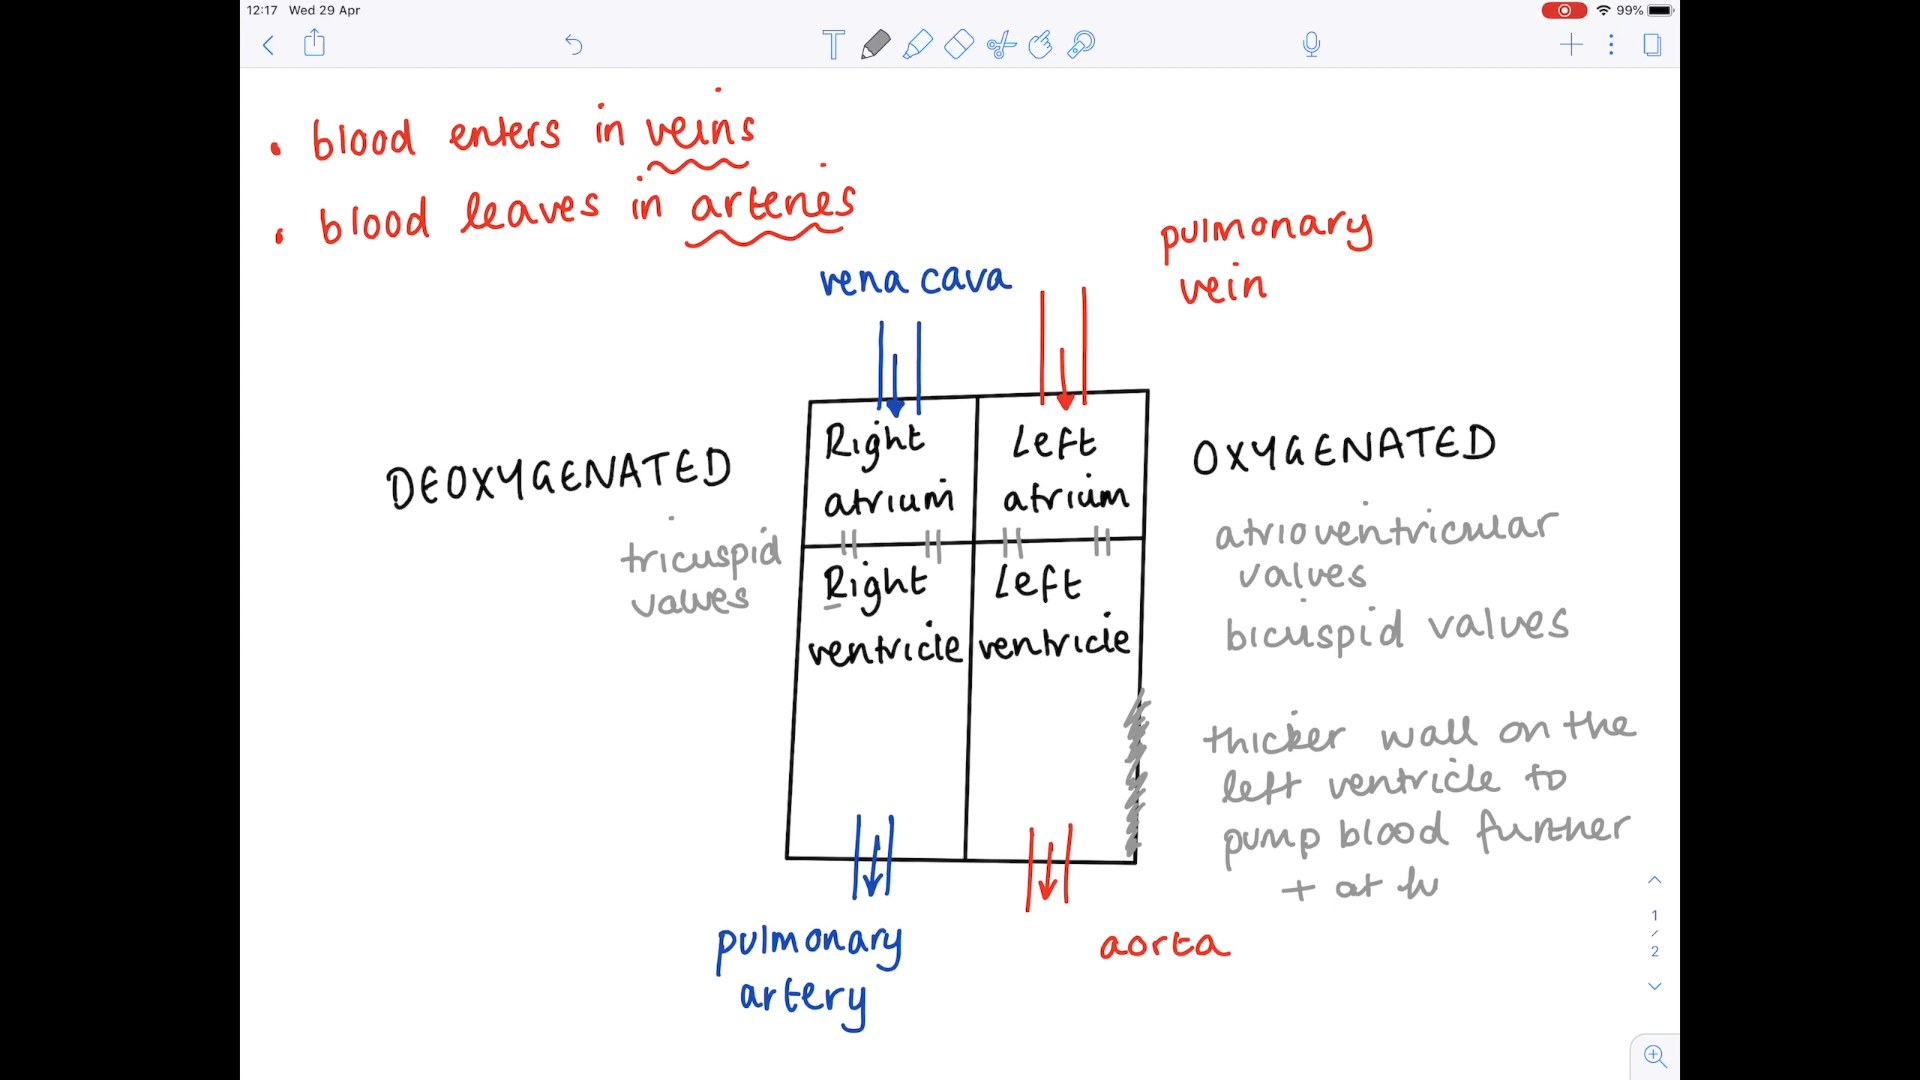 12:17 Wed 29 Apr
99%
• blood enters in veins
• blood leaves in arteries
pulmonary
vein
vena cava
Right
atrium
Left
atrium
DEOXYGENATED
OXYGENATED
tricuspid
valves
atrioventricular
valves
bicuspid valves
Right
ventricle
Left
ventricle
thicker wall on the
left ventricle to
pump blood further
+ at
1
/
2
pulmonary
artery
aorta